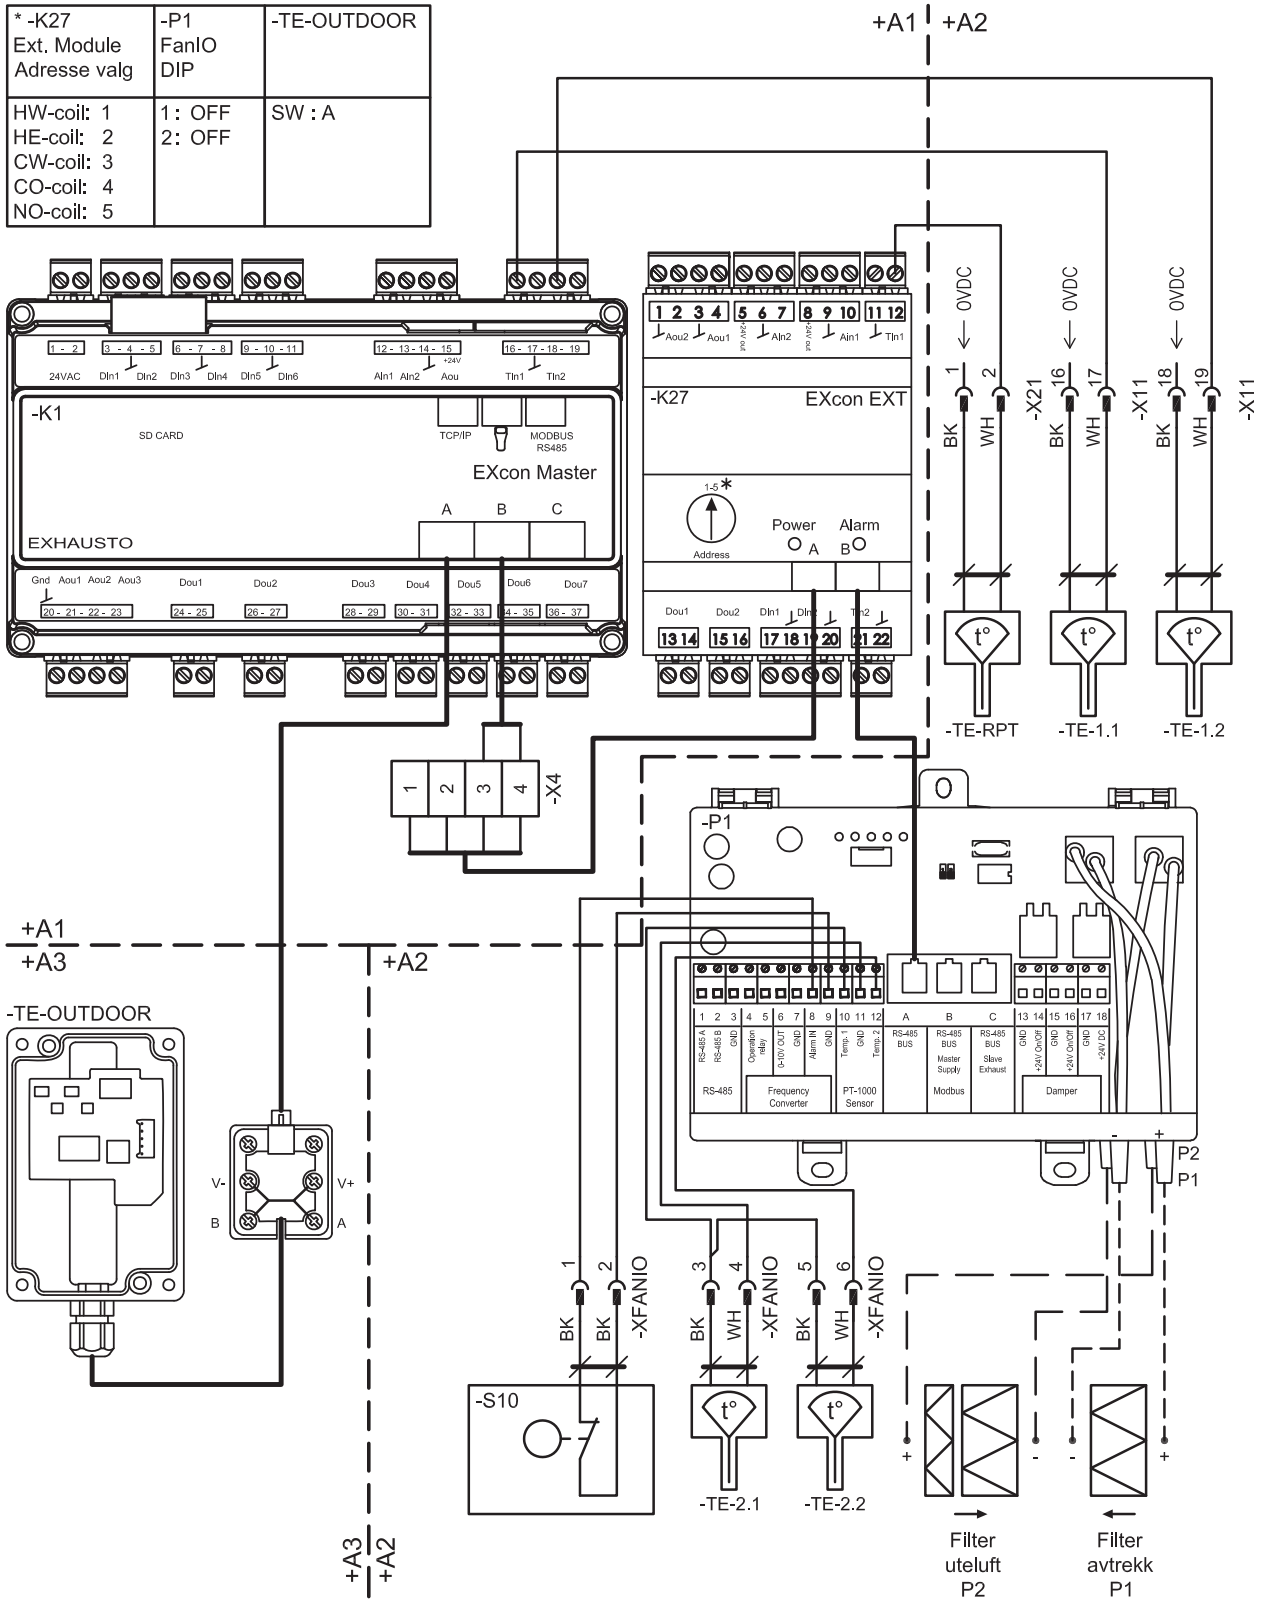 * -K27
Ext. Module
Adresse valg
-P1
FanIO
DIP
-TE-OUTDOOR
HW-coil: 1
HE-coil: 2
CW-coil: 3
CO-coil: 4
NO-coil: 5
1: OFF
2: OFF
SW : A
+A1 +A2
1 - 2
3 - 4 - 5
6 - 7 - 8
9 - 10 - 11
12 - 13 - 14 - 15
16 - 17 - 18 - 19
24VAC
DIn1 DIn2
DIn3 DIn4
DIn5 DIn6
AIn1 AIn2
+24V
Aou
TIn1 TIn2
-K1
SD CARD
TCP/IP
MODBUS
RS485
EXcon Master
A B C
EXHAUSTO
Gnd Aou1 Aou2 Aou3
Dou1
Dou2
Dou3
Dou4
Dou5
Dou6
Dou7
20 - 21 - 22 - 23
24 - 25
26 - 27
28 - 29
30 - 31
32 - 33
34 - 35
36 - 37
1 2 3 4
5 6 7
8 9 10
11 12
Aou2 Aou1
+24V out
AIn2
+24V out
Ain1
TIn1
-K27
EXcon EXT
1-5*
Address
Power
Alarm
A
B
Dou1
Dou2
DIn1
DIn2
TIn2
13 14
15 16
17 18 19 20
21 22
0VDC
0VDC
0VDC
1
2
-X21
16
17
-X11
18
19
-X11
BK
WH
BK
WH
BK
WH
t°
t°
t°
-TE-RPT
-TE-1.1
-TE-1.2
1
2
3
4
-X4
+A1
+A3
+A2
-TE-OUTDOOR
V-
V+
B
A
-P1
1 2 3 4 5 6 7 8 9 10 11 12
A B C
13 14 15 16 17 18
RS-485 A
RS-485 B
GND
Operation
relay
0-10V OUT
GND
Alarm IN
GND
Temp. 1
GND
Temp. 2
RS-485
BUS
RS-485
BUS
Master
Supply
RS-485
BUS
Slave
Exhaust
GND
+24V On/Off
GND
+24V On/Off
GND
+24V DC
RS-485
Frequency
Converter
PT-1000
Sensor
Modbus
Damper
- +
P2
P1
1
2
-XFANIO
3
4
-XFANIO
5
6
-XFANIO
BK
BK
BK
WH
BK
WH
-S10
t°
t°
-TE-2.1
-TE-2.2
+ - - +
Filter
uteluft
P2
Filter
avtrekk
P1
+A3
+A2